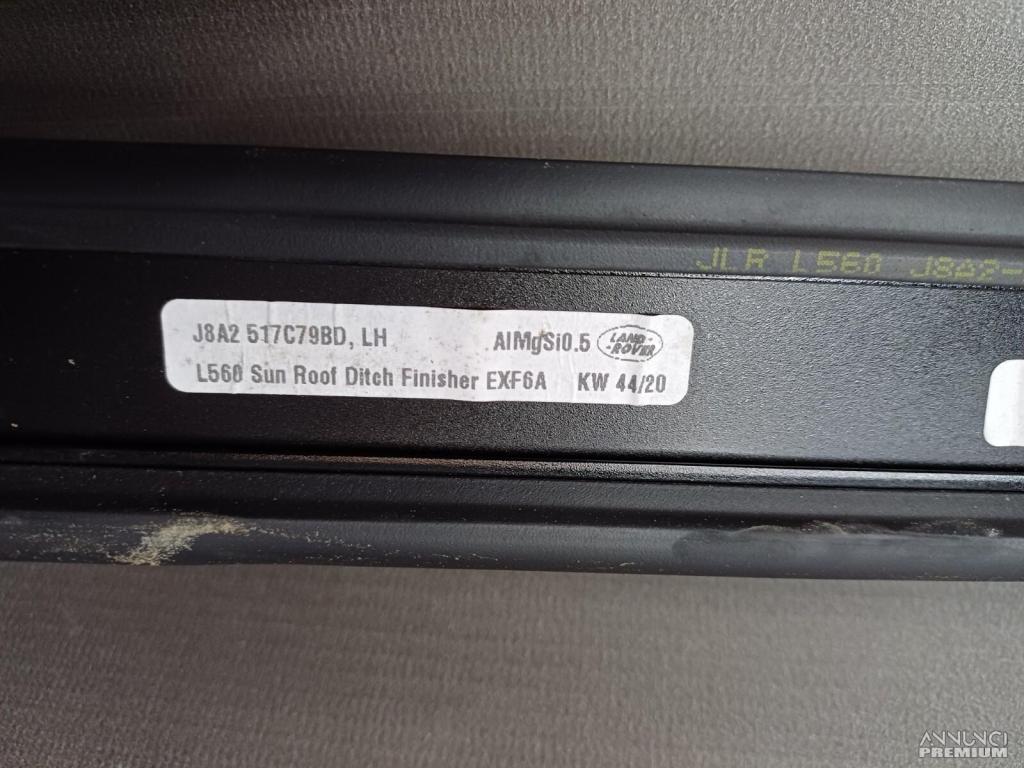 JLR L560 J8A2-
J8A2 517C79BD, LH AlMgSi0.5 LAND-ROVER
L560 Sun Roof Ditch Finisher EXF6A KW 44/20
ANNUNCI
PREMIUM